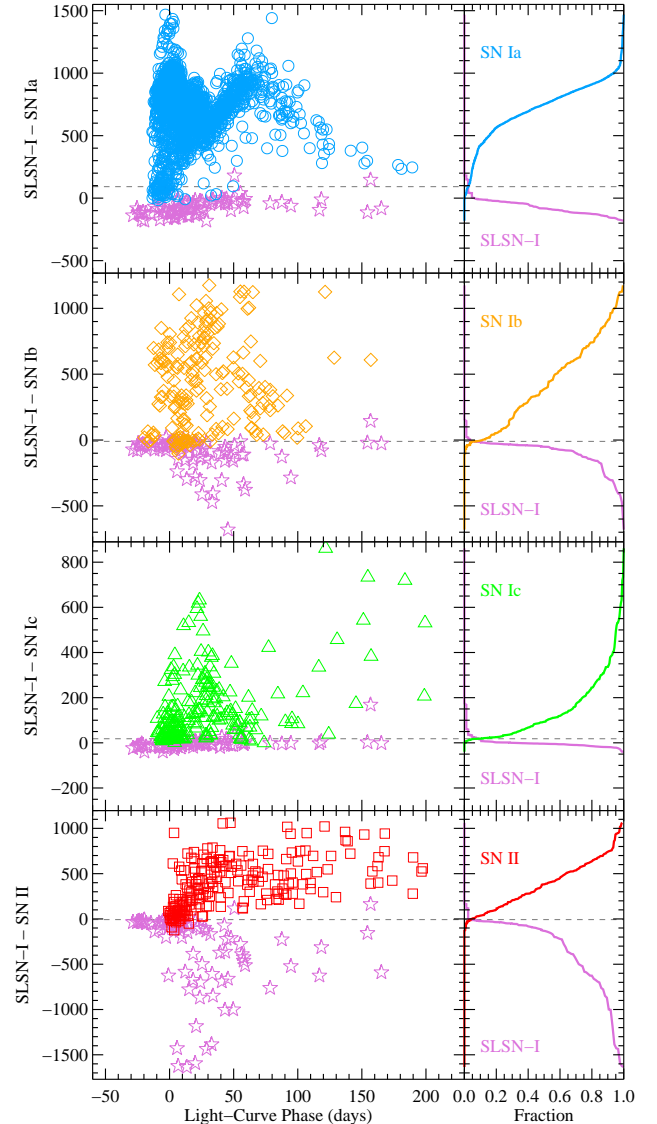 1500
1000
500
0
−500
SLSN−I − SN Ia
SN Ia
SLSN−I
1000
500
0
−500
SLSN−I − SN Ib
SN Ib
SLSN−I
800
600
400
200
0
−200
SLSN−I − SN Ic
SN Ic
SLSN−I
1000
500
0
−500
−1000
−1500
SLSN−I − SN II
SN II
SLSN−I
−50 0 50 100 150 200
Light−Curve Phase (days)
0.0 0.2 0.4 0.6 0.8 1.0
Fraction